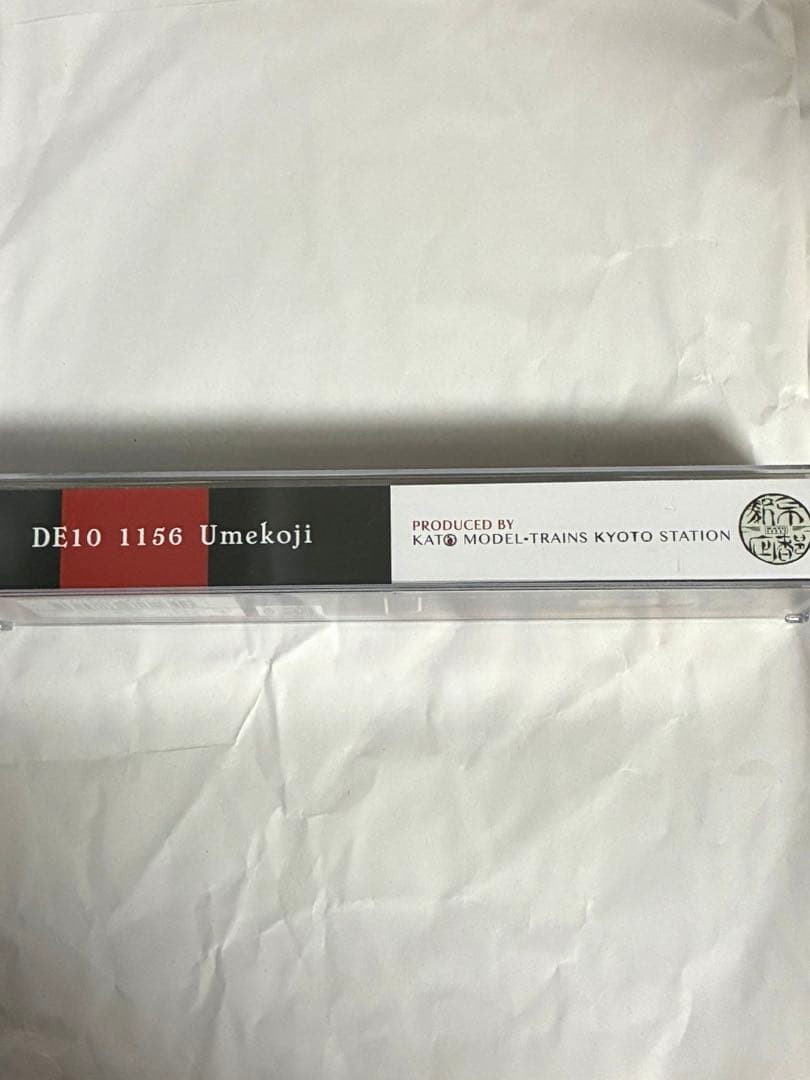 DE10 1156 Umekoji
PRODUCED BY
KATO MODEL-TRAINS KYOTO STATION